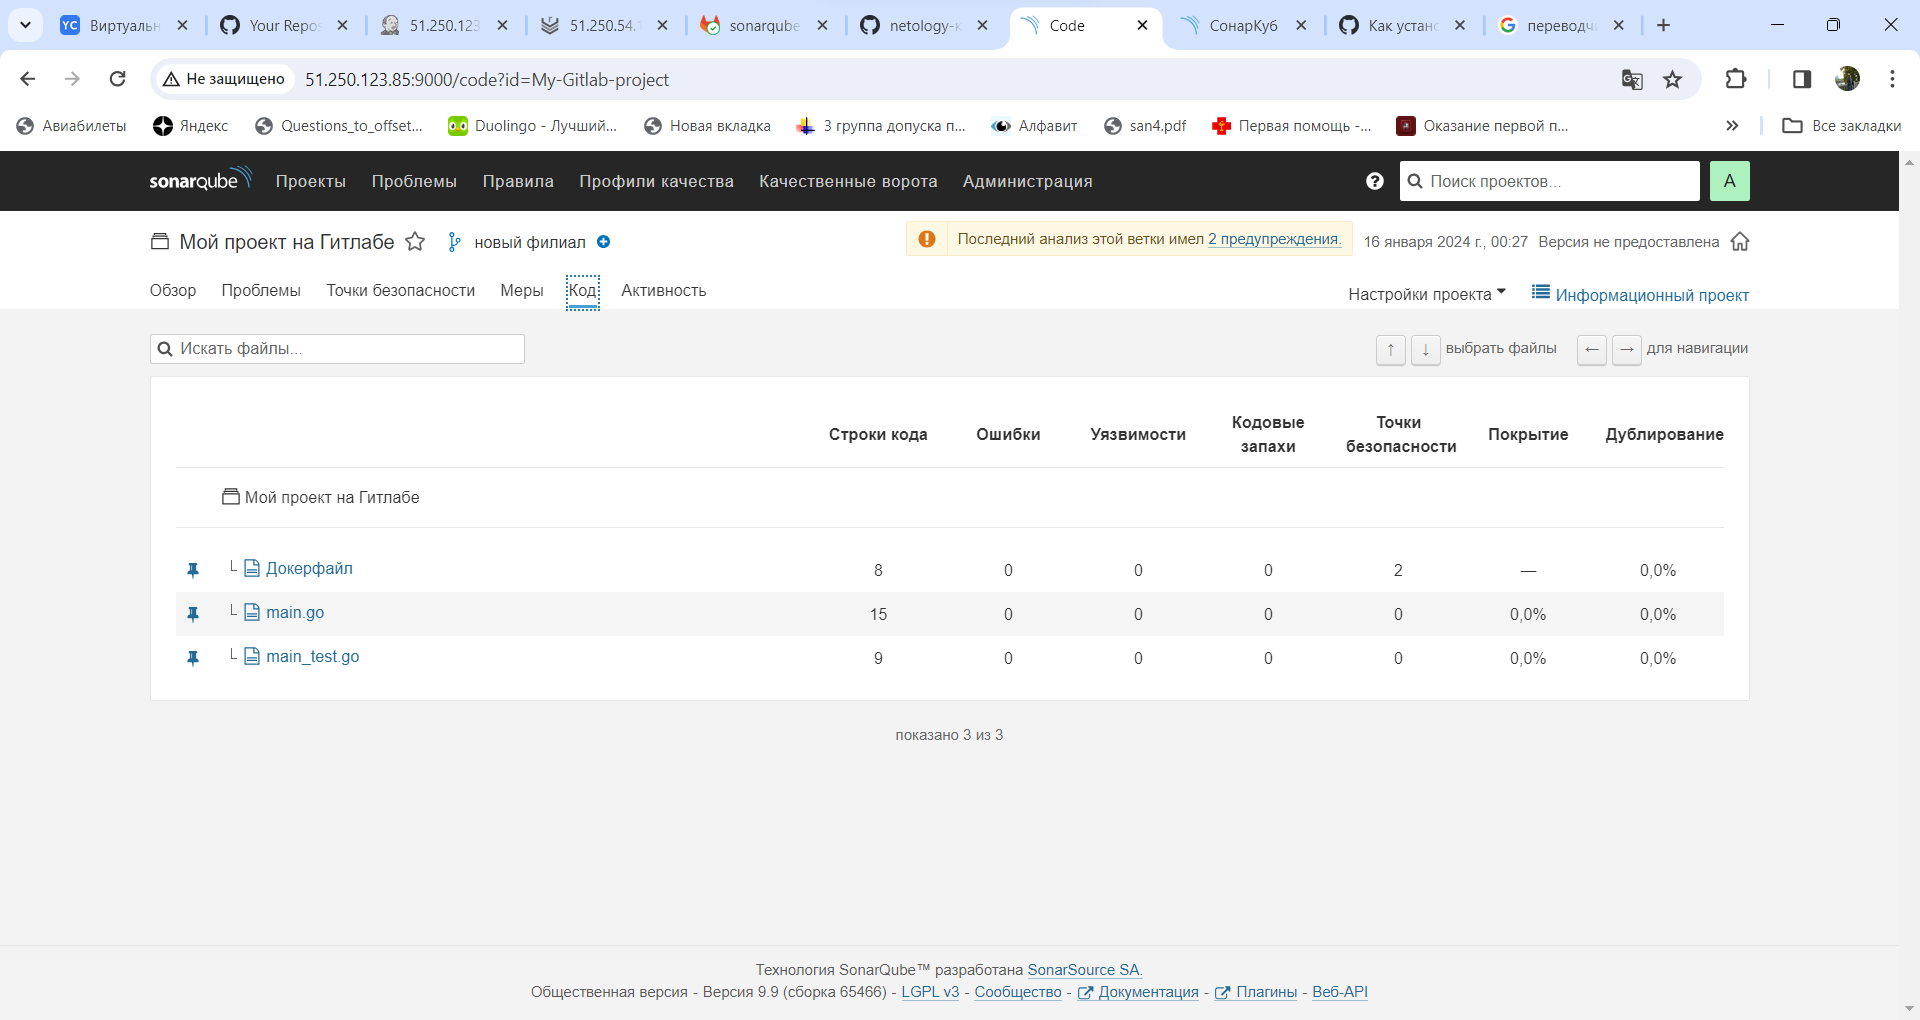 Виртуальн
Your Repos
51.250.123
51.250.54.1
sonarqube
netology-k
Code
СонарКуб
Как устано
переводчи
Не защищено
51.250.123.85:9000/code?id=My-Gitlab-project
Авиабилеты
Яндекс
Questions_to_offset...
Duolingo - Лучший...
Новая вкладка
3 группа допуска п...
Алфавит
san4.pdf
Первая помощь -...
Оказание первой п...
Все закладки
sonarqube
Проекты
Проблемы
Правила
Профили качества
Качественные ворота
Администрация
Поиск проектов...
A
Мой проект на Гитлабе
новый филиал
Последний анализ этой ветки имел 2 предупреждения.
16 января 2024 г., 00:27
Версия не предоставлена
Обзор
Проблемы
Точки безопасности
Меры
Код
Активность
Настройки проекта
Информационный проект
Искать файлы...
↑ ↓ выбрать файлы
← → для навигации
Строки кода
Ошибки
Уязвимости
Кодовые
запахи
Точки
безопасности
Покрытие
Дублирование
Мой проект на Гитлабе
Докерфайл 8 0 0 0 2 — 0,0%
main.go 15 0 0 0 0 0,0% 0,0%
main_test.go 9 0 0 0 0 0,0% 0,0%
показано 3 из 3
Технология SonarQube™ разработана SonarSource SA.
Общественная версия - Версия 9.9 (сборка 65466) - LGPL v3 - Сообщество - Документация - Плагины - Веб-API